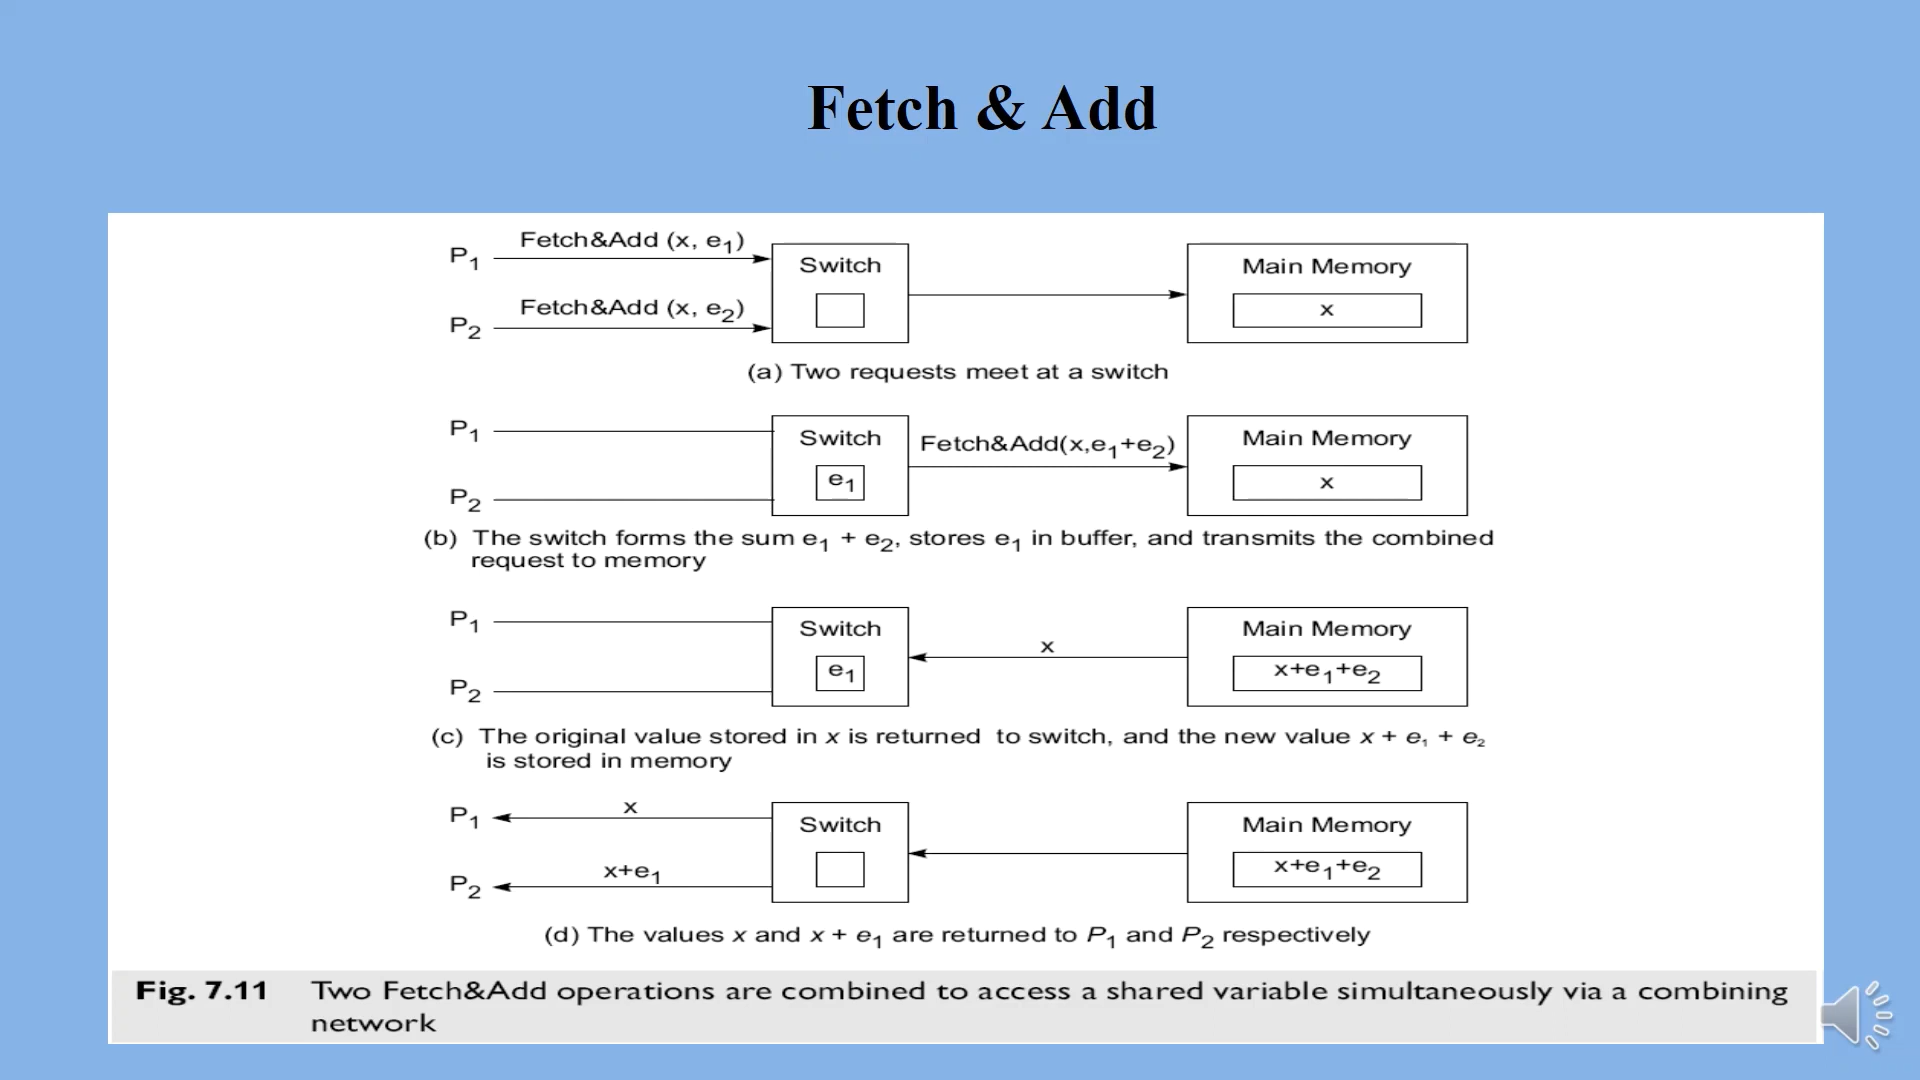 Fetch & Add
P1 Fetch&Add (x, e1) Switch Main Memory
P2 Fetch&Add (x, e2) x
(a) Two requests meet at a switch
P1 Switch Fetch&Add(x,e1+e2) Main Memory
P2 e1 x
(b) The switch forms the sum e1 + e2, stores e1 in buffer, and transmits the combined
request to memory
P1 Switch x Main Memory
P2 e1 x+e1+e2
(c) The original value stored in x is returned to switch, and the new value x + e1 + e2
is stored in memory
P1 x Switch Main Memory
P2 x+e1 x+e1+e2
(d) The values x and x + e1 are returned to P1 and P2 respectively
Fig. 7.11 Two Fetch&Add operations are combined to access a shared variable simultaneously via a combining
network